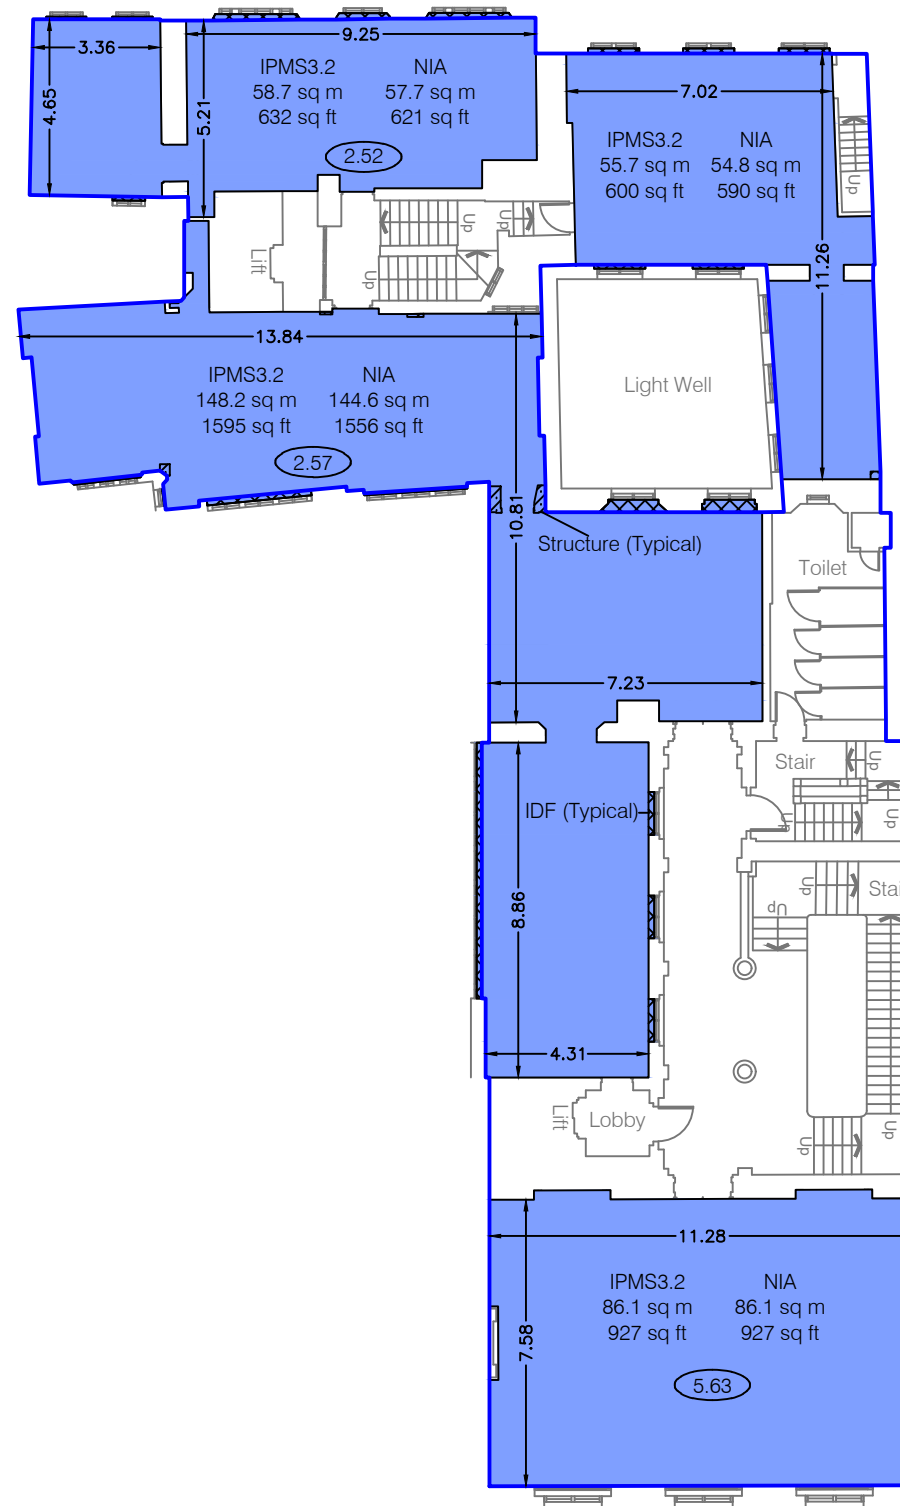 3.36
9.25
4.65
5.21
IPMS3.2 NIA
58.7 sq m 57.7 sq m
632 sq ft 621 sq ft
2.52
7.02
IPMS3.2 NIA
55.7 sq m 54.8 sq m
600 sq ft 590 sq ft
Up
11.26
Lift
Up
Up
Up
13.84
IPMS3.2 NIA
148.2 sq m 144.6 sq m
1595 sq ft 1556 sq ft
2.57
Light Well
10.81
Structure (Typical)
Toilet
7.23
Stair
Up
Up
Up
IDF (Typical)
8.86
Up
Stai
Up
4.31
Lift
Lobby
Up
Up
11.28
IPMS3.2 NIA
86.1 sq m 86.1 sq m
927 sq ft 927 sq ft
7.58
5.63